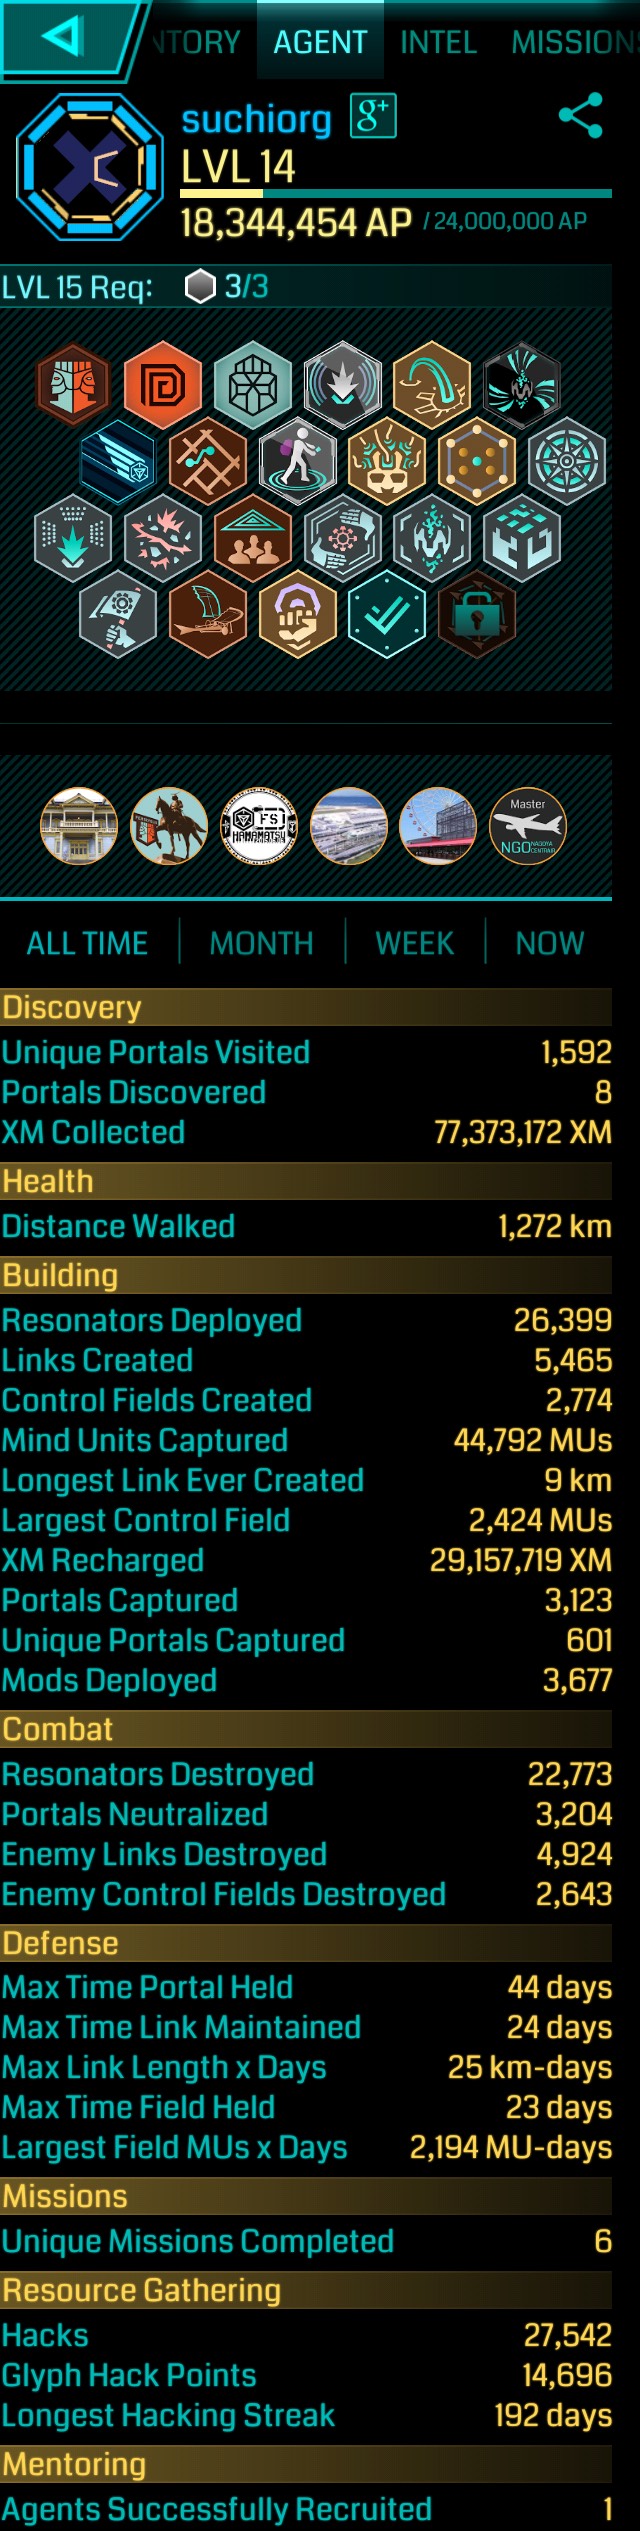 NTORY AGENT INTEL MISSIONS
suchiorg g+
LVL 14
18,344,454 AP / 24,000,000 AP
LVL 15 Req: 3/3
FS
HAMAMATSU
Master
NGO NAGOYA CENTRAIR
ALL TIME MONTH WEEK NOW
Discovery
Unique Portals Visited 1,592
Portals Discovered 8
XM Collected 77,373,172 XM
Health
Distance Walked 1,272 km
Building
Resonators Deployed 26,399
Links Created 5,465
Control Fields Created 2,774
Mind Units Captured 44,792 MUs
Longest Link Ever Created 9 km
Largest Control Field 2,424 MUs
XM Recharged 29,157,719 XM
Portals Captured 3,123
Unique Portals Captured 601
Mods Deployed 3,677
Combat
Resonators Destroyed 22,773
Portals Neutralized 3,204
Enemy Links Destroyed 4,924
Enemy Control Fields Destroyed 2,643
Defense
Max Time Portal Held 44 days
Max Time Link Maintained 24 days
Max Link Length x Days 25 km-days
Max Time Field Held 23 days
Largest Field MUs x Days 2,194 MU-days
Missions
Unique Missions Completed 6
Resource Gathering
Hacks 27,542
Glyph Hack Points 14,696
Longest Hacking Streak 192 days
Mentoring
Agents Successfully Recruited 1